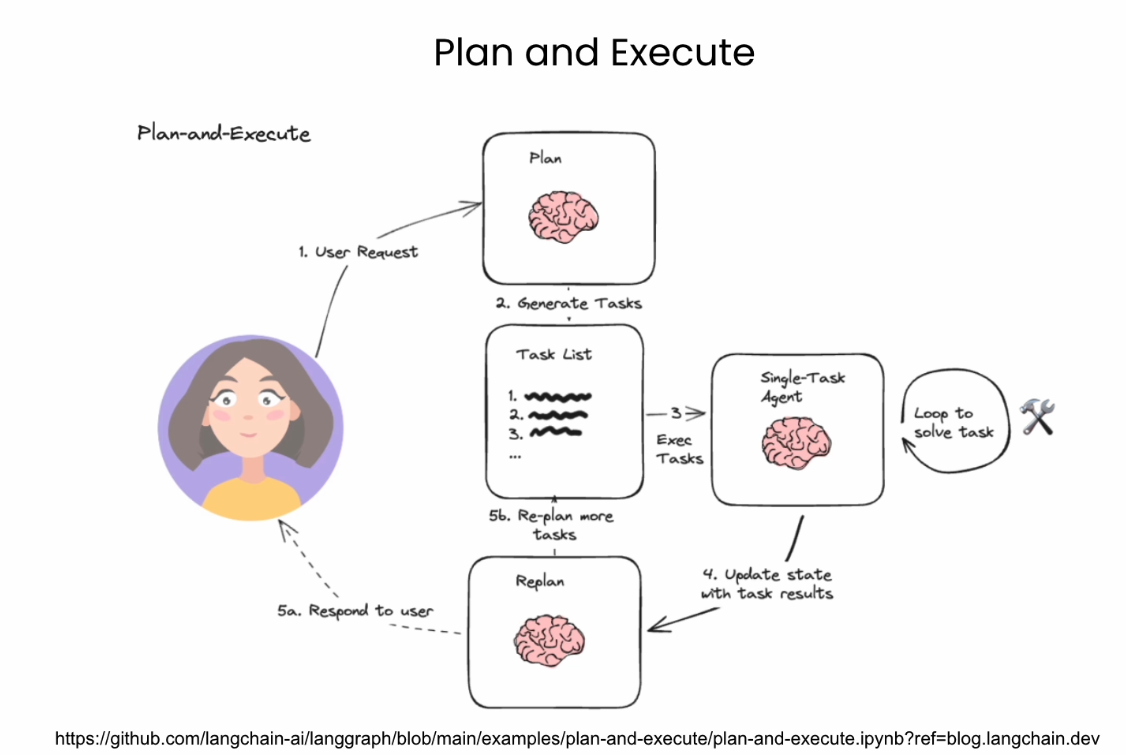 Plan and Execute
Plan-and-Execute
Plan
1. User Request
2. Generate Tasks
Task List
1.
2.
3.
...
3
Exec
Tasks
Single-Task
Agent
Loop to
solve task
5b. Re-plan more
tasks
4. Update state
with task results
Replan
5a. Respond to user
https://github.com/langchain-ai/langgraph/blob/main/examples/plan-and-execute/plan-and-execute.ipynb?ref=blog.langchain.dev